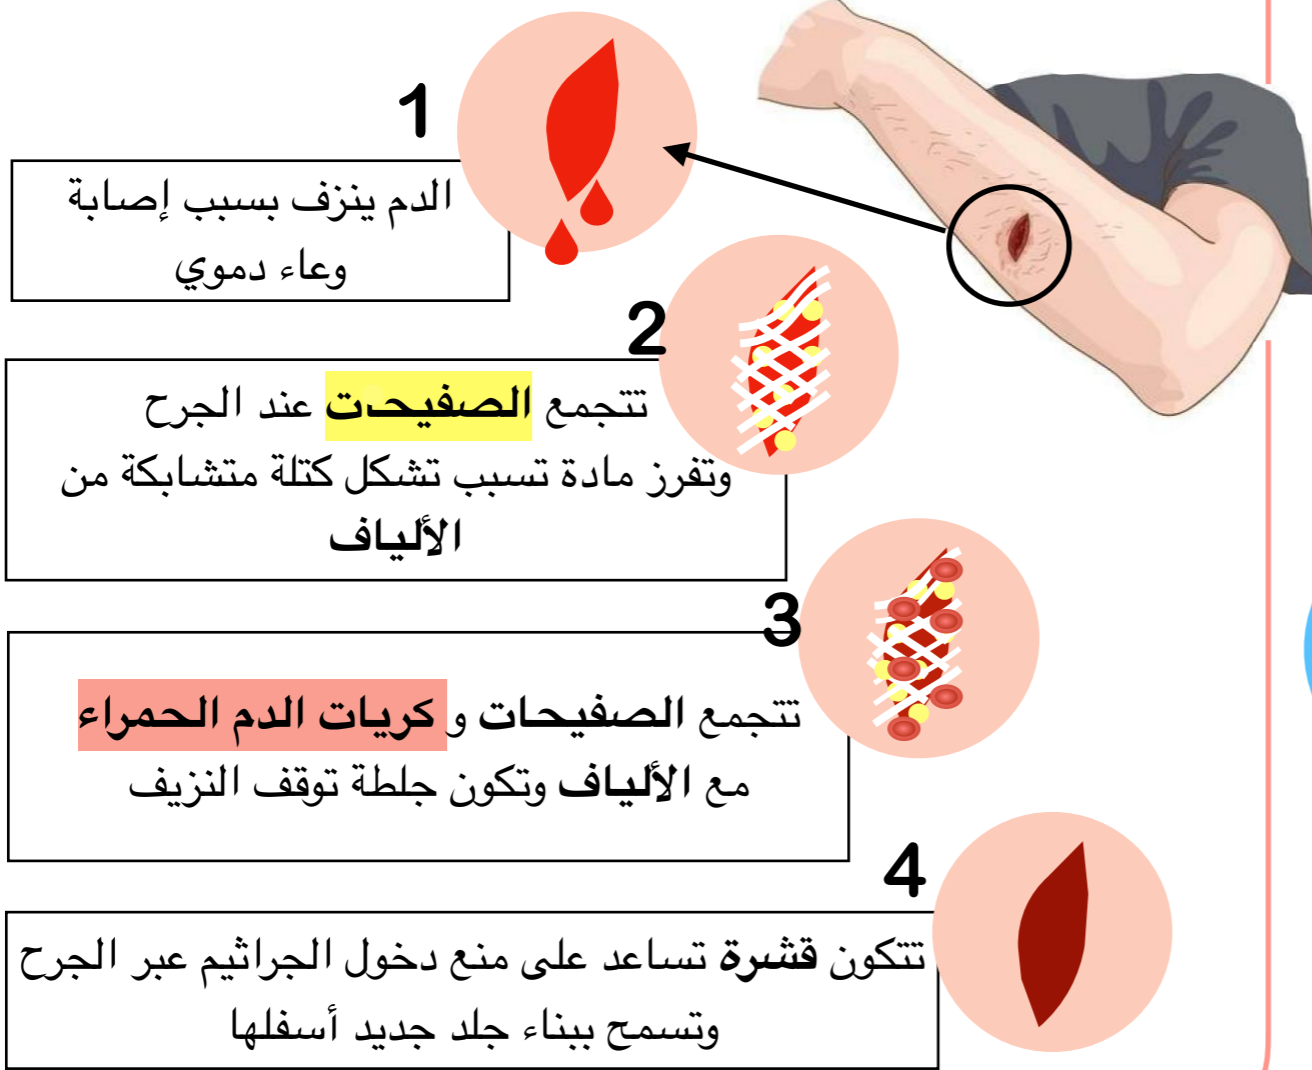 1
الدم ينزف بسبب إصابة
وعاء دموي
2
تتجمع الصفيحت عند الجرح
وتفرز مادة تسبب تشكل كتلة متشابكة من
الألياف
3
تتجمع الصفيحات و كريات الدم الحمراء
مع الألياف وتكون جلطة توقف النزيف
4
تتكون قشرة تساعد على منع دخول الجراثيم عبر الجرح
وتسمح ببناء جلد جديد أسفلها